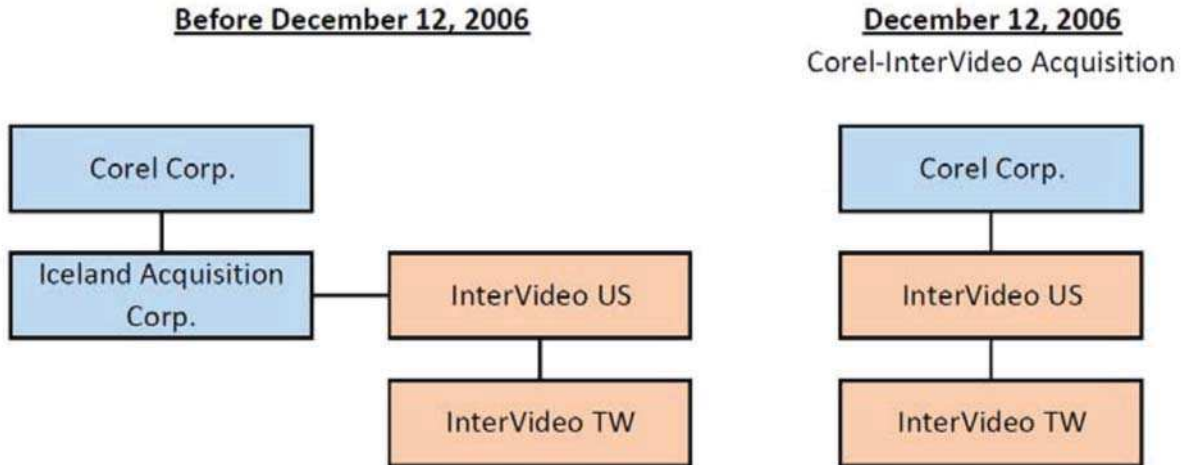 Before December 12, 2006
December 12, 2006
Corel-InterVideo Acquisition
Corel Corp.
Corel Corp.
Iceland Acquisition
Corp.
InterVideo US
InterVideo US
InterVideo TW
InterVideo TW